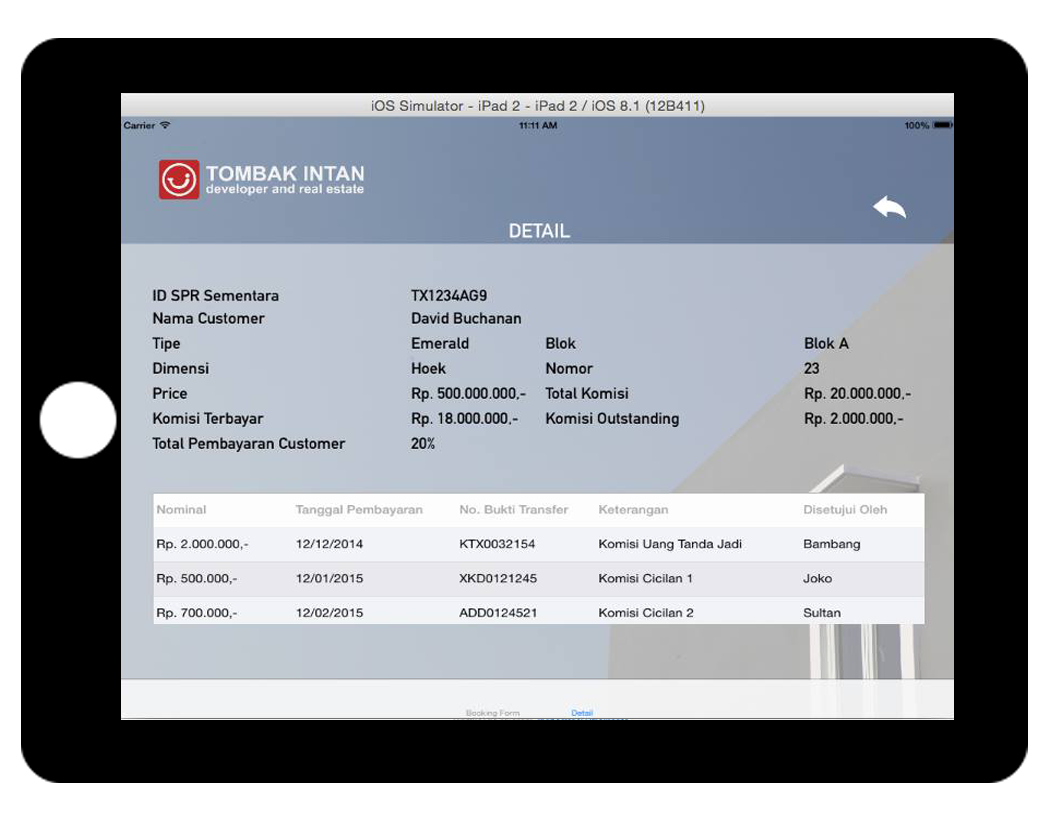 iOS Simulator - iPad 2 - iPad 2 / iOS 8.1 (12B411)
Carrier 11:11 AM 100%
TOMBAK INTAN
developer and real estate
DETAIL
ID SPR Sementara TX1234AG9
Nama Customer David Buchanan
Tipe Emerald Blok Blok A
Dimensi Hoek Nomor 23
Price Rp. 500.000.000,- Total Komisi Rp. 20.000.000,-
Komisi Terbayar Rp. 18.000.000,- Komisi Outstanding Rp. 2.000.000,-
Total Pembayaran Customer 20%
Nominal Tanggal Pembayaran No. Bukti Transfer Keterangan Disetujui Oleh
Rp. 2.000.000,- 12/12/2014 KTX0032154 Komisi Uang Tanda Jadi Bambang
Rp. 500.000,- 12/01/2015 XKD0121245 Komisi Cicilan 1 Joko
Rp. 700.000,- 12/02/2015 ADD0124521 Komisi Cicilan 2 Sultan
Booking Form Detail